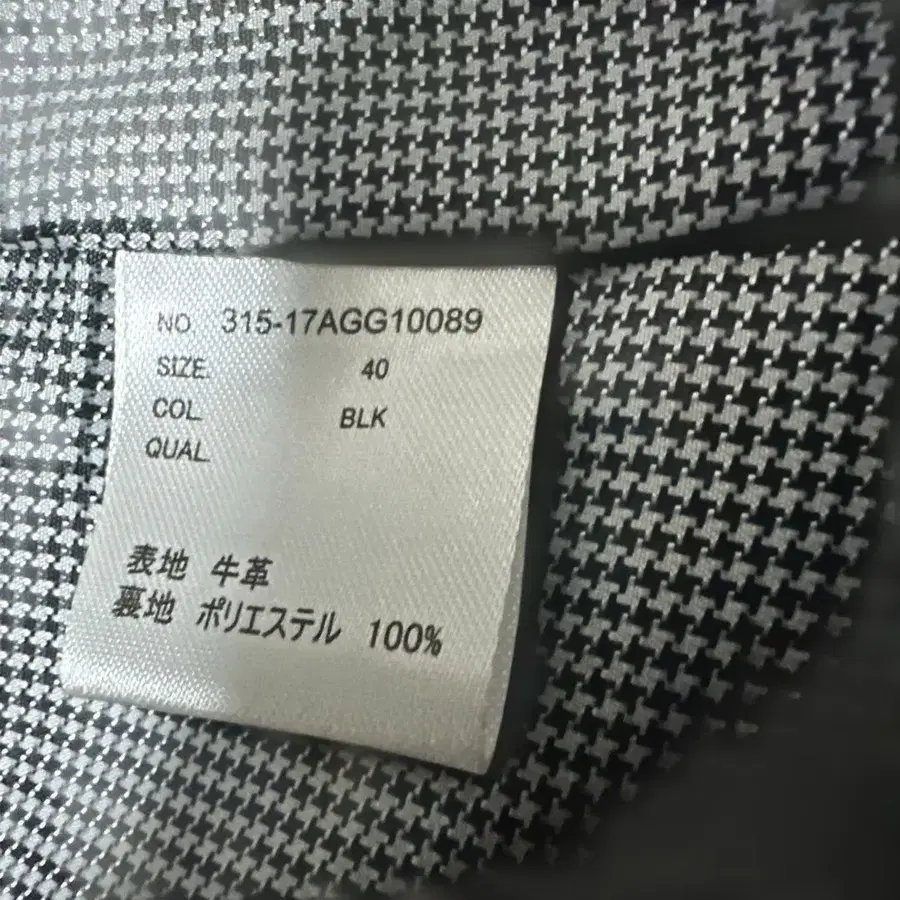 NO. 315-17AGG10089
SIZE. 40
COL. BLK
QUAL.
表地 牛革
裏地 ポリエステル 100%